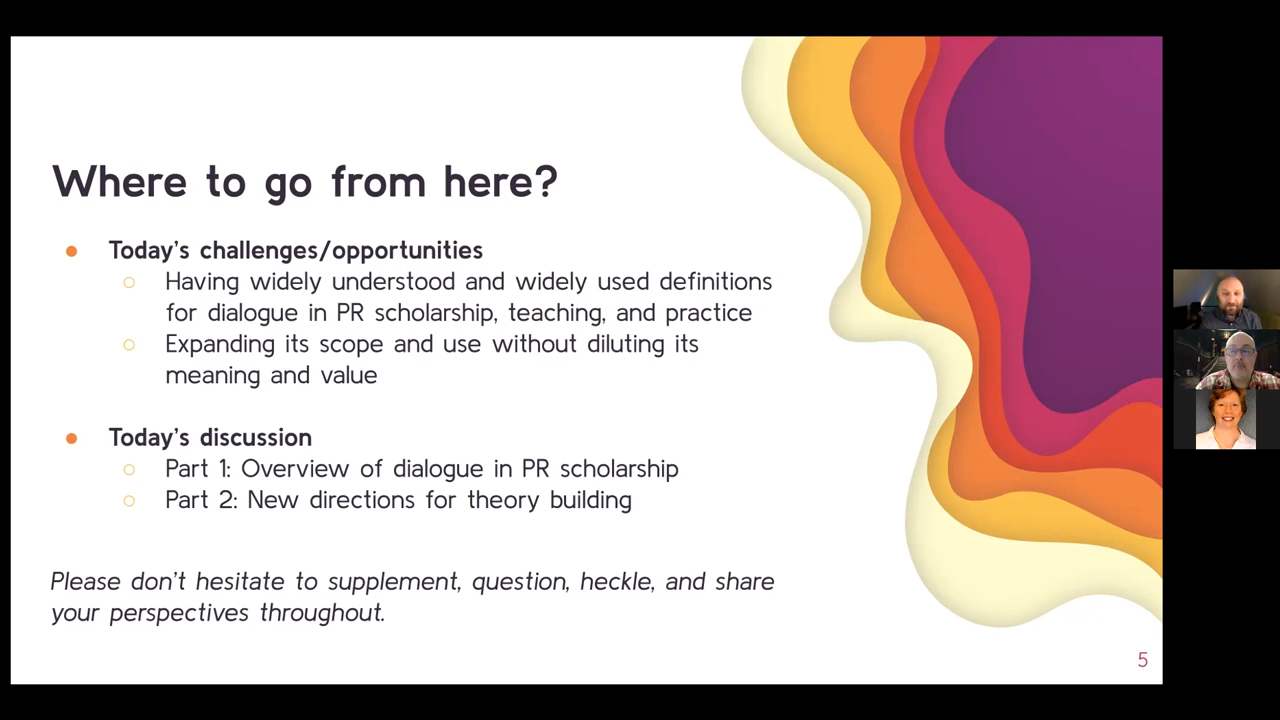 Where to go from here?
● Today's challenges/opportunities
○ Having widely understood and widely used definitions
for dialogue in PR scholarship, teaching, and practice
○ Expanding its scope and use without diluting its
meaning and value
● Today's discussion
○ Part 1: Overview of dialogue in PR scholarship
○ Part 2: New directions for theory building
Please don't hesitate to supplement, question, heckle, and share
your perspectives throughout.
5